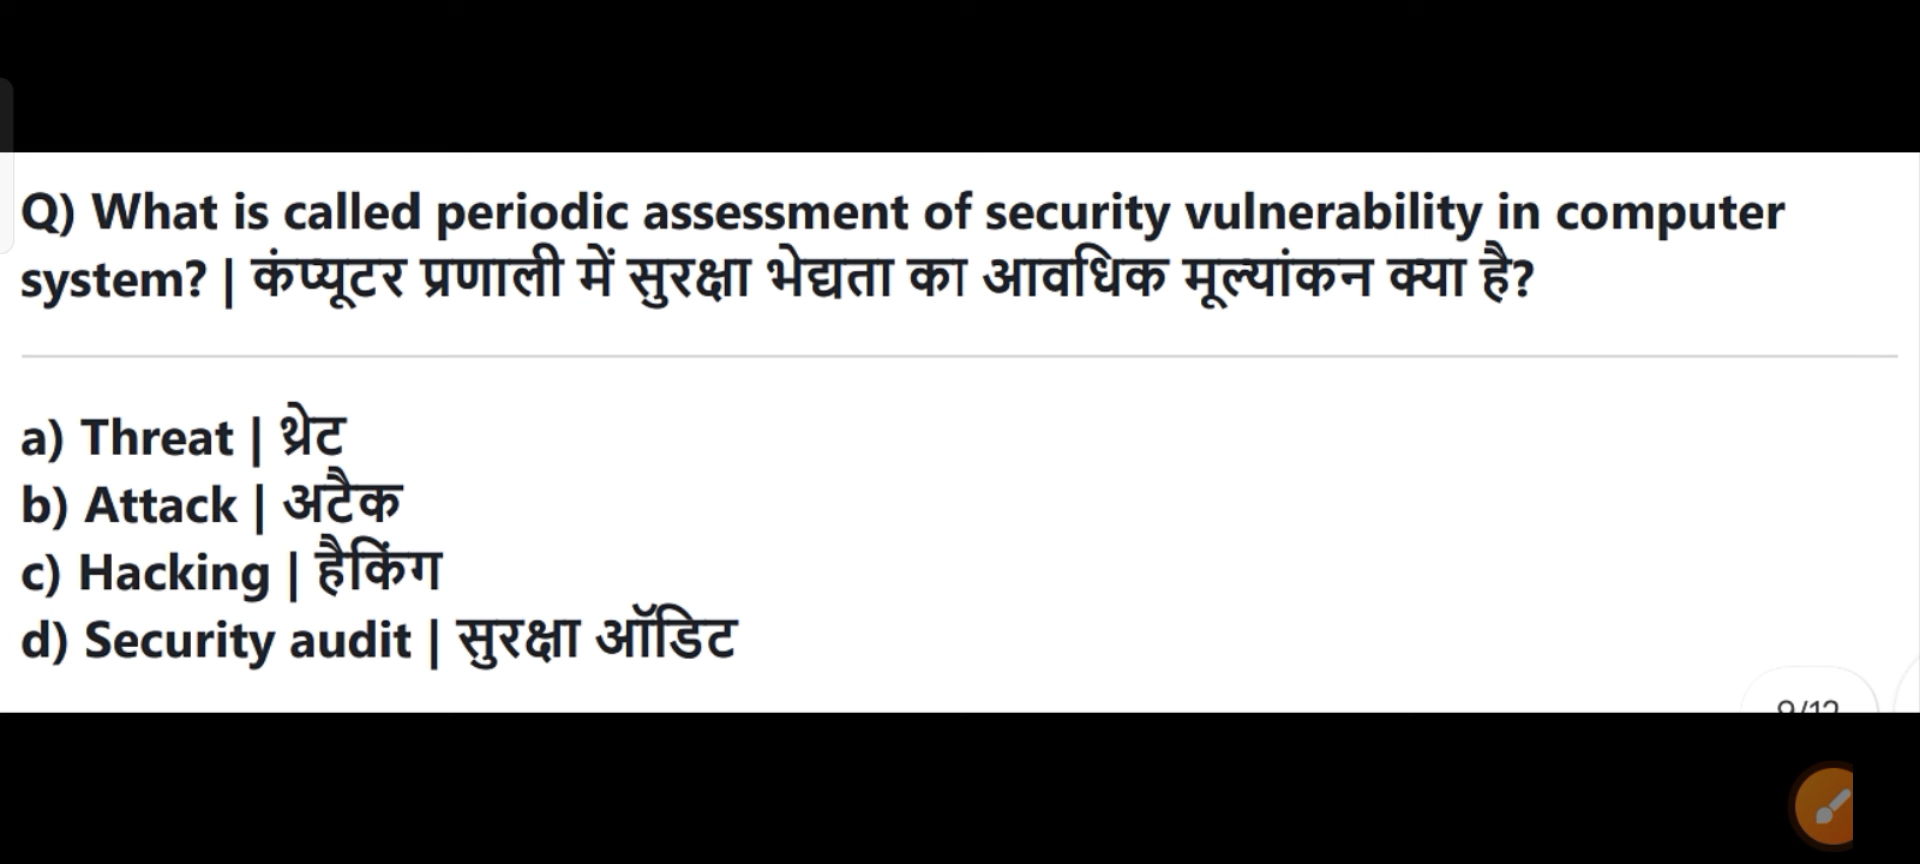 Q) What is called periodic assessment of security vulnerability in computer
system? | कंप्यूटर प्रणाली में सुरक्षा भेद्यता का आवधिक मूल्यांकन क्या है?
a) Threat | थ्रेट
b) Attack | अटैक
c) Hacking | हैकिंग
d) Security audit | सुरक्षा ऑडिट